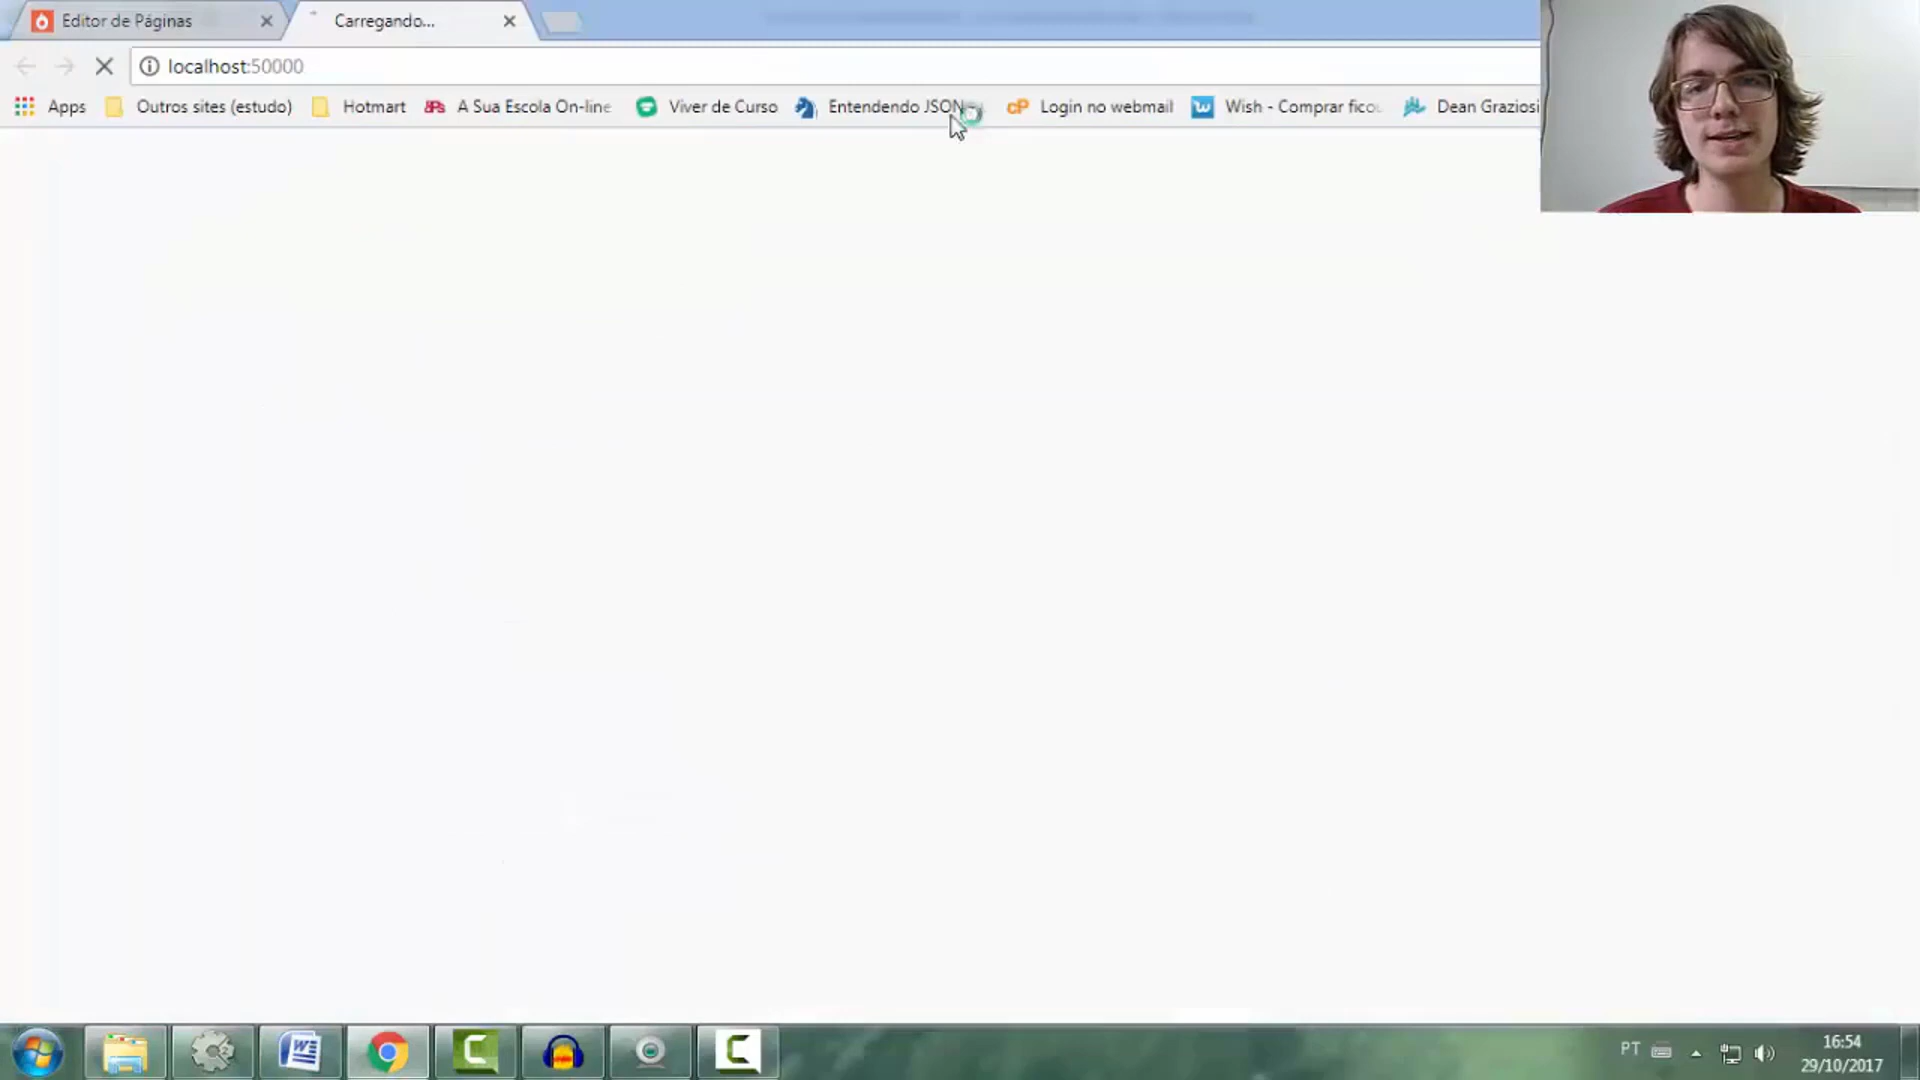 Editor de Páginas
Carregando...
localhost:50000
Apps
Outros sites (estudo)
Hotmart
A Sua Escola On-line
Viver de Curso
Entendendo JSON
cP Login no webmail
Wish - Comprar fico
Dean Graziosi
PT
16:54
29/10/2017